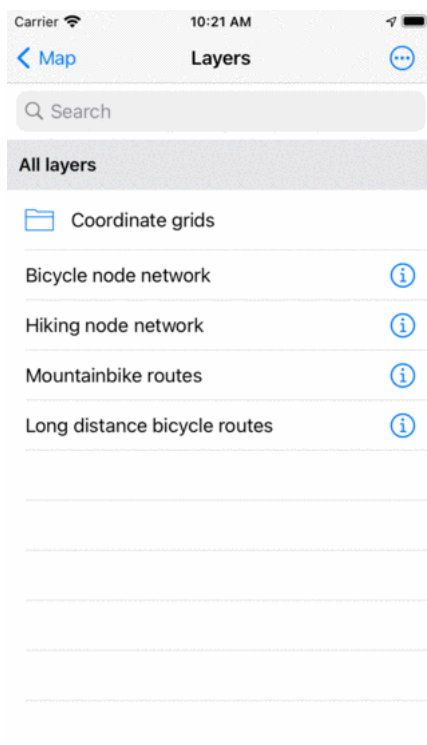 Carrier 10:21 AM
Map Layers
Search
All layers
Coordinate grids
Bicycle node network
Hiking node network
Mountainbike routes
Long distance bicycle routes